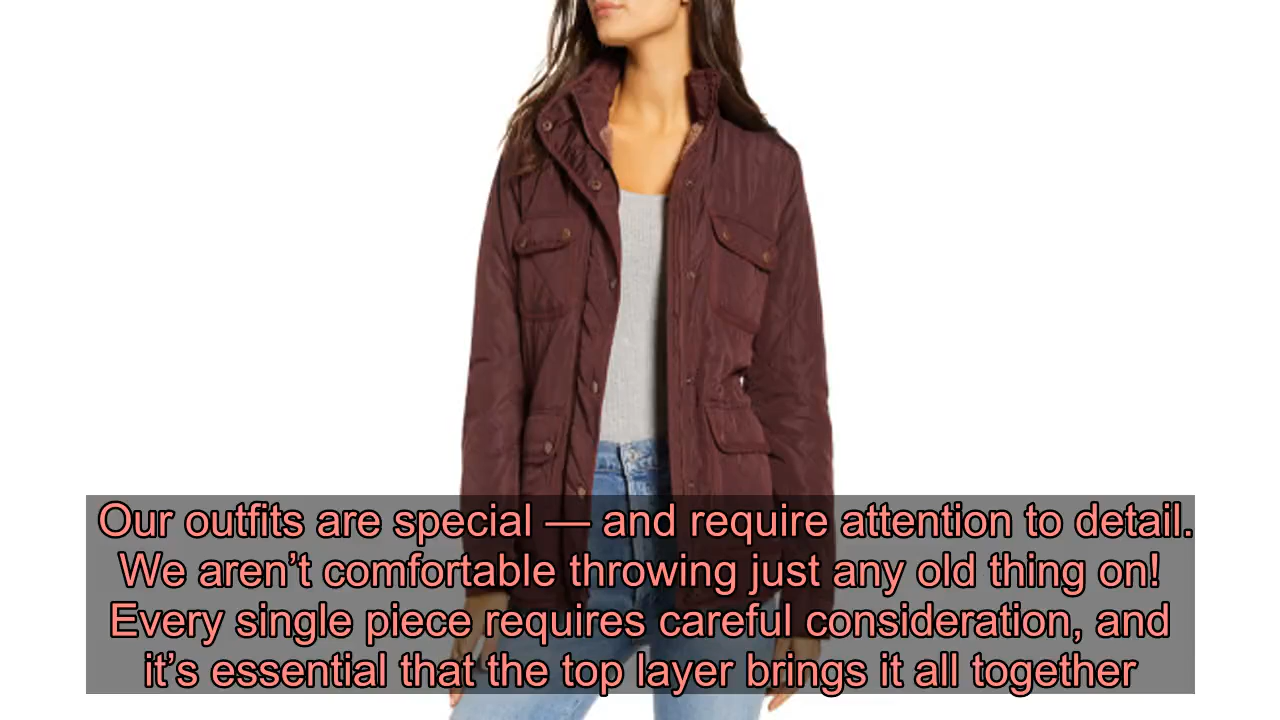 Our outfits are special — and require attention to detail.
We aren’t comfortable throwing just any old thing on!
Every single piece requires careful consideration, and
it’s essential that the top layer brings it all together